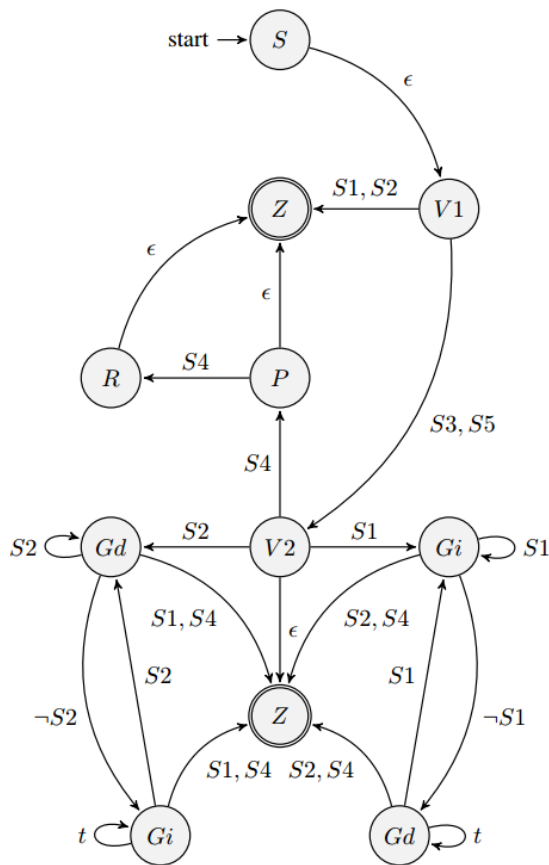 start S
ϵ
S1, S2
Z V1
ϵ
ϵ
S4
R P
S3, S5
S4
S2 S1
S2 Gd V2 Gi S1
S1, S4 ϵ S2, S4
S2 S1
¬S2 Z ¬S1
S1, S4 S2, S4
t Gi Gd t